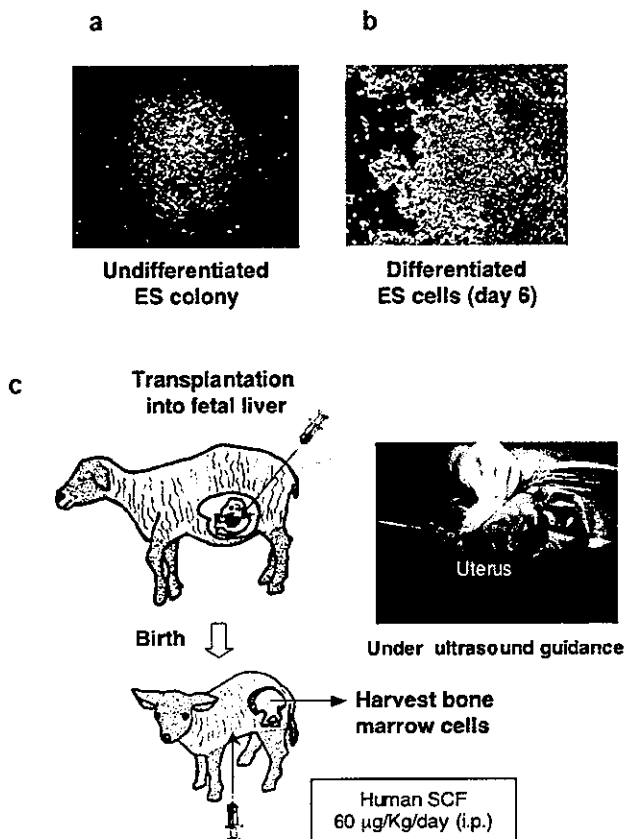 a
b
Undifferentiated
ES colony
Differentiated
ES cells (day 6)
c
Transplantation
into fetal liver
Uterus
Under ultrasound guidance
Birth
Harvest bone
marrow cells
Human SCF
60 µg/Kg/day (i.p.)